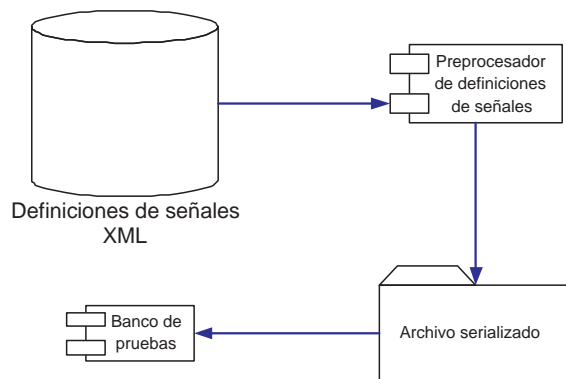 Preprocesador
de definiciones
de señales
Definiciones de señales
XML
Banco de
pruebas
Archivo serializado